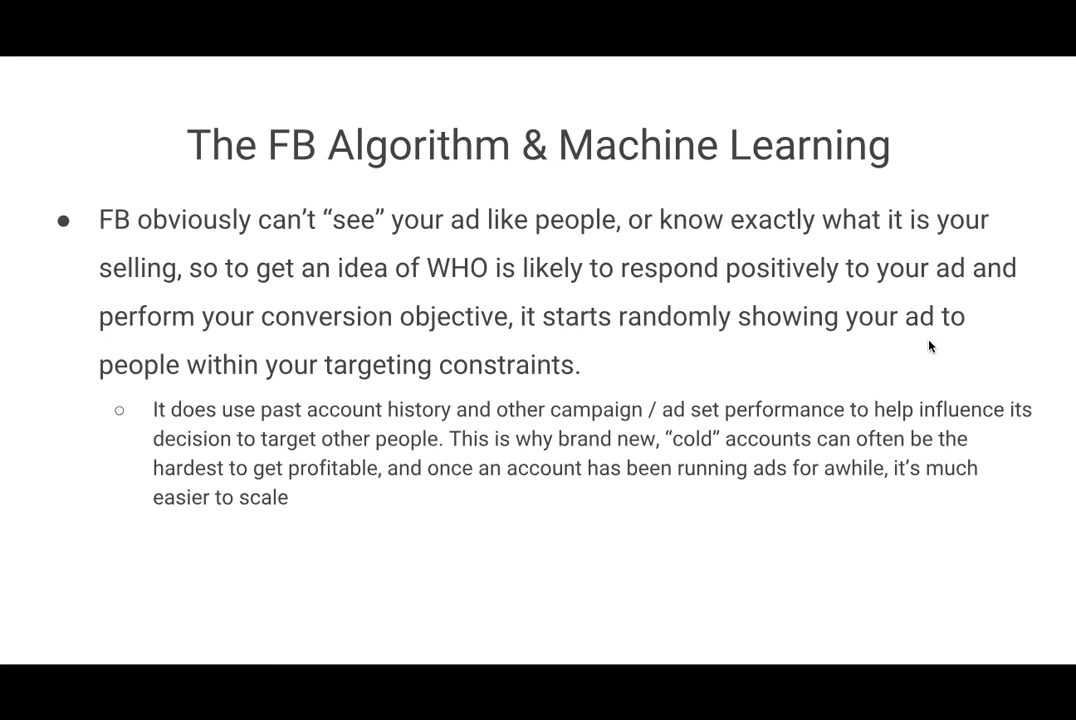 The FB Algorithm & Machine Learning
● FB obviously can’t “see” your ad like people, or know exactly what it is your
selling, so to get an idea of WHO is likely to respond positively to your ad and
perform your conversion objective, it starts randomly showing your ad to
people within your targeting constraints.
○ It does use past account history and other campaign / ad set performance to help influence its
decision to target other people. This is why brand new, “cold” accounts can often be the
hardest to get profitable, and once an account has been running ads for awhile, it’s much
easier to scale